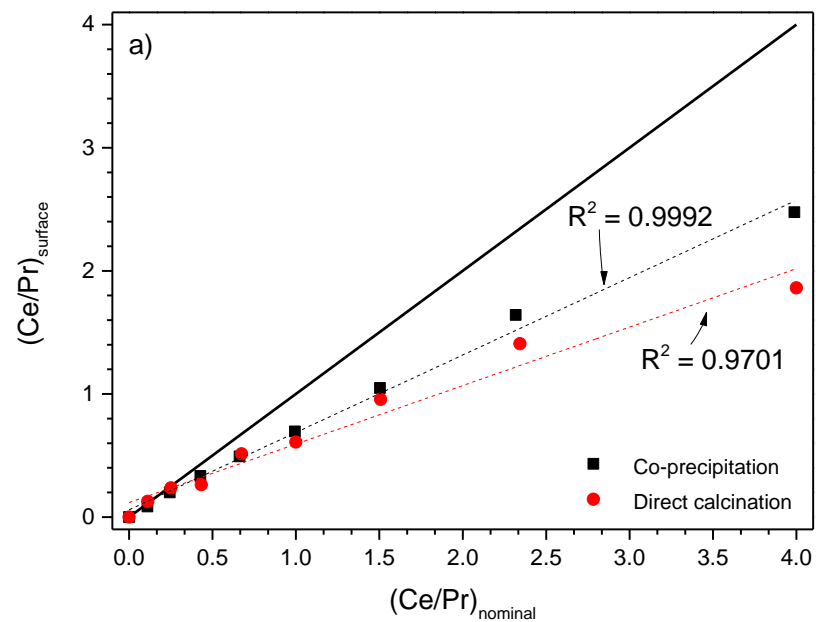 a)
4
3
2
1
0
0.0 0.5 1.0 1.5 2.0 2.5 3.0 3.5 4.0
(Ce/Pr)surface
(Ce/Pr)nominal
R² = 0.9992
R² = 0.9701
Co-precipitation
Direct calcination